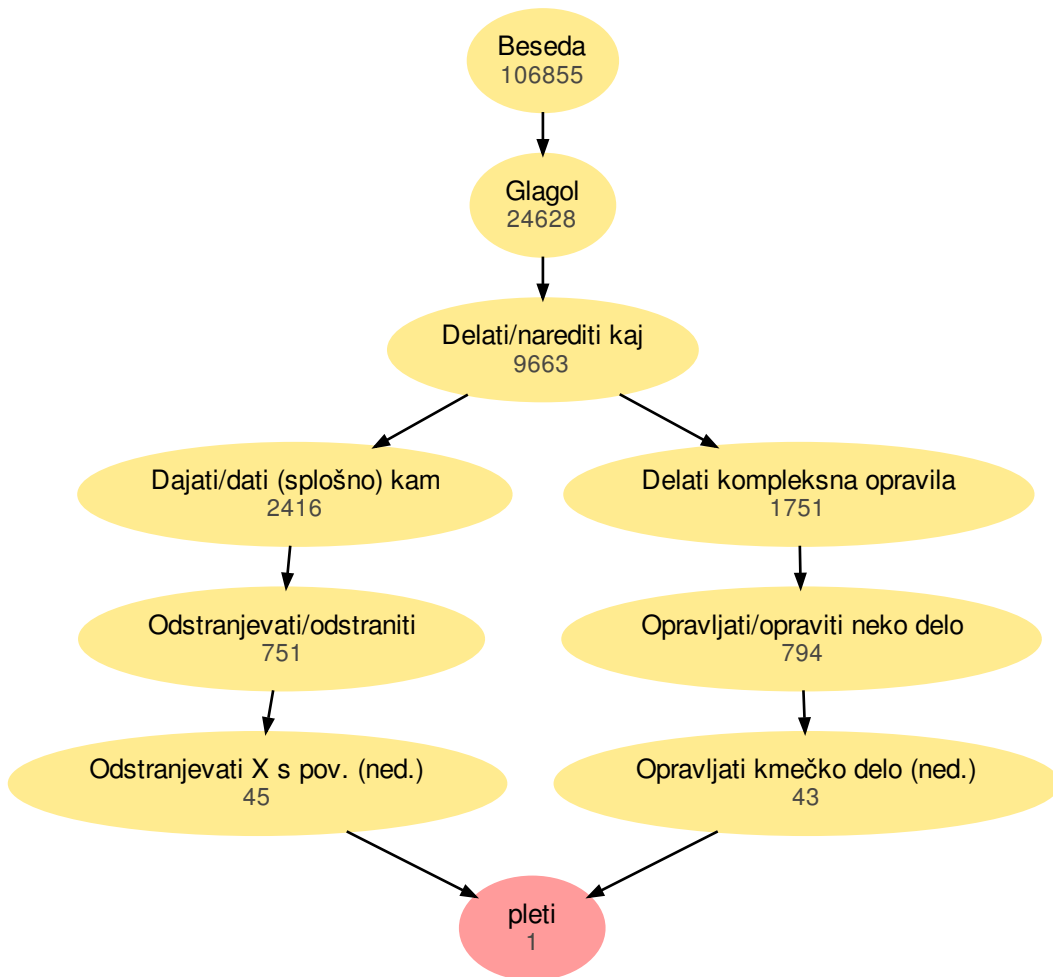 Beseda
106855
Glagol
24628
Delati/narediti kaj
9663
Dajati/dati (splošno) kam
2416
Delati kompleksna opravila
1751
Odstranjevati/odstraniti
751
Opravljati/opraviti neko delo
794
Odstranjevati X s pov. (ned.)
45
Opravljati kmečko delo (ned.)
43
pleti
1